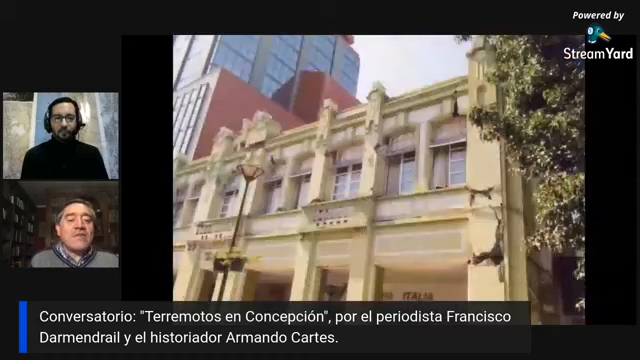 Powered by
StreamYard
ITALIA
Conversatorio: "Terremotos en Concepción", por el periodista Francisco
Darmendrail y el historiador Armando Cartes.